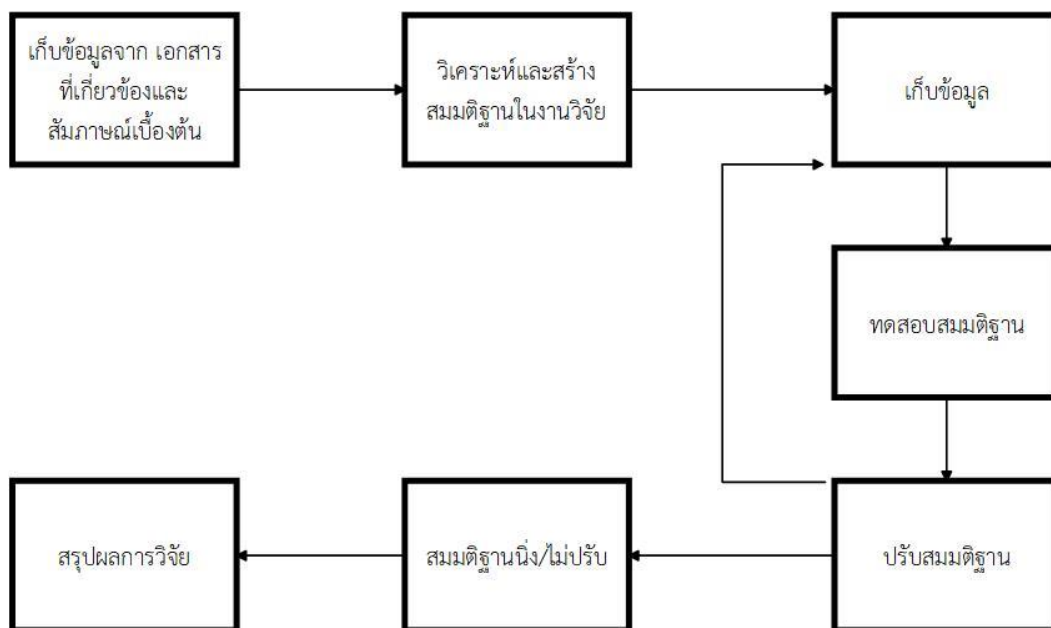 เก็บข้อมูลจาก เอกสาร
ที่เกี่ยวข้องและ
สัมภาษณ์เบื้องต้น
วิเคราะห์และสร้าง
สมมติฐานในงานวิจัย
เก็บข้อมูล
ทดสอบสมมติฐาน
ปรับสมมติฐาน
สมมติฐานนิ่ง/ไม่ปรับ
สรุปผลการวิจัย